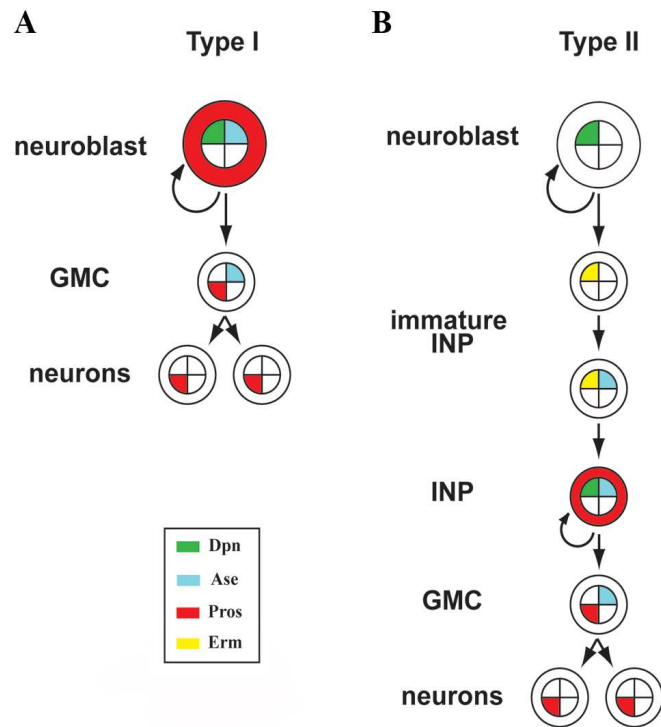 A
Type I
neuroblast
GMC
neurons
Dpn
Ase
Pros
Erm
B
Type II
neuroblast
immature
INP
INP
GMC
neurons